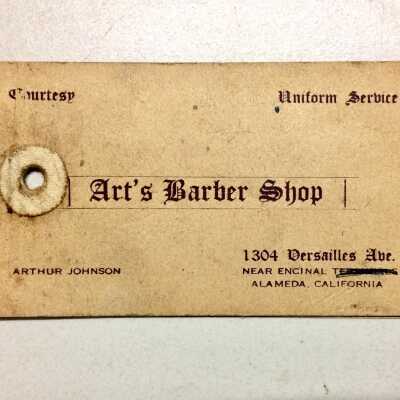 Courtesy Uniform Service
Art's Barber Shop
1304 Versailles Ave.
ARTHUR JOHNSON NEAR ENCINAL
ALAMEDA, CALIFORNIA